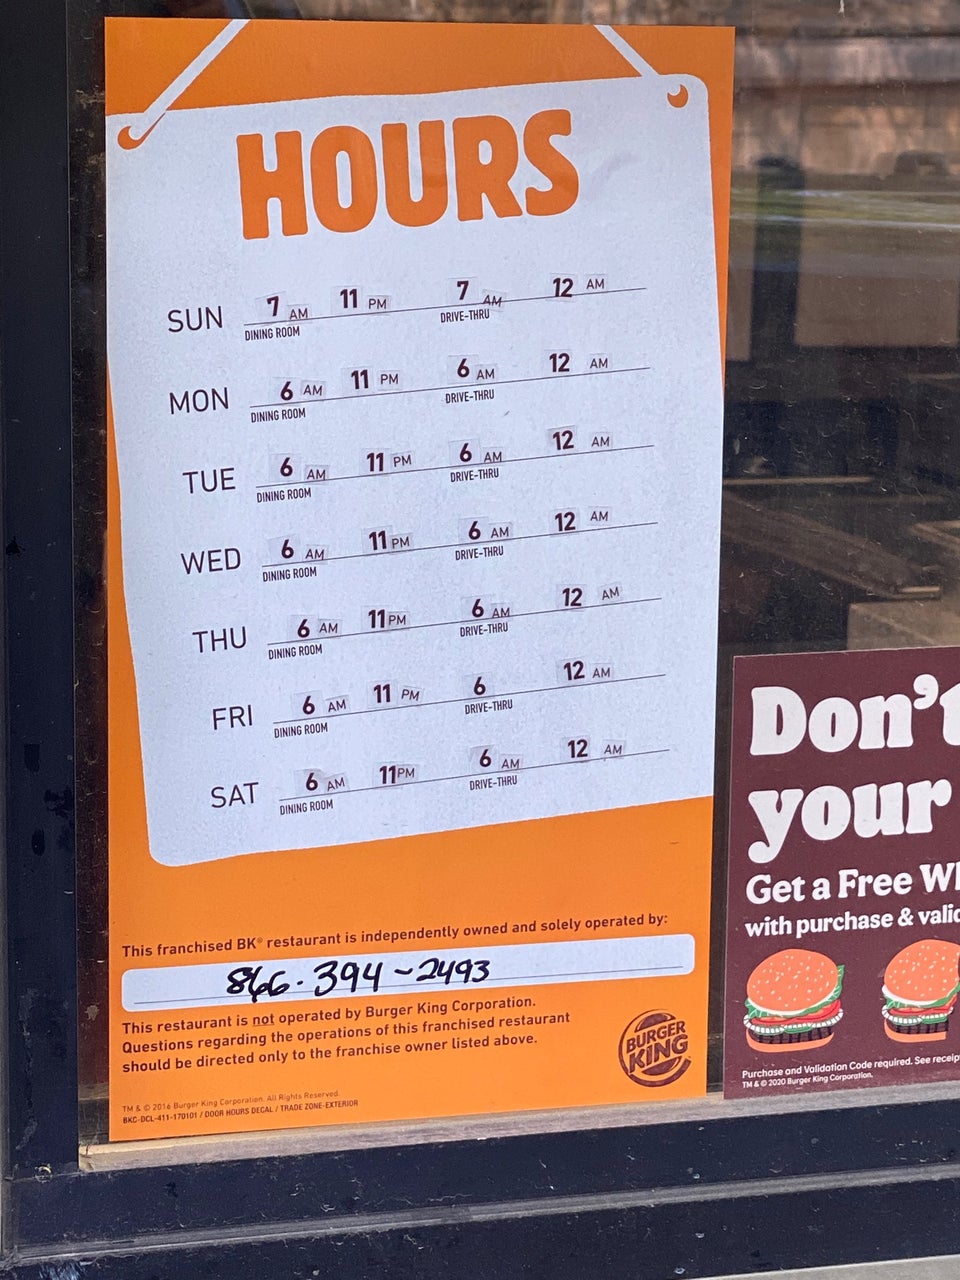 HOURS
SUN 7 AM 11 PM 7 AM 12 AM
DINING ROOM DRIVE-THRU
MON 6 AM 11 PM 6 AM 12 AM
DINING ROOM DRIVE-THRU
TUE 6 AM 11 PM 6 AM 12 AM
DINING ROOM DRIVE-THRU
WED 6 AM 11 PM 6 AM 12 AM
DINING ROOM DRIVE-THRU
THU 6 AM 11 PM 6 AM 12 AM
DINING ROOM DRIVE-THRU
FRI 6 AM 11 PM 6 12 AM
DINING ROOM DRIVE-THRU
SAT 6 AM 11 PM 6 AM 12 AM
DINING ROOM DRIVE-THRU
This franchised BK® restaurant is independently owned and solely operated by:
866·394-2493
This restaurant is not operated by Burger King Corporation.
Questions regarding the operations of this franchised restaurant
should be directed only to the franchise owner listed above.
BURGER
KING
TM & © 2016 Burger King Corporation. All Rights Reserved.
BKC-DCL-411-170101 / DOOR HOURS DECAL / TRADE ZONE-EXTERIOR
Don't
your
Get a Free
with purchase &
Purchase and Validation Code required. See
TM & © 2020 Burger King Corporation.